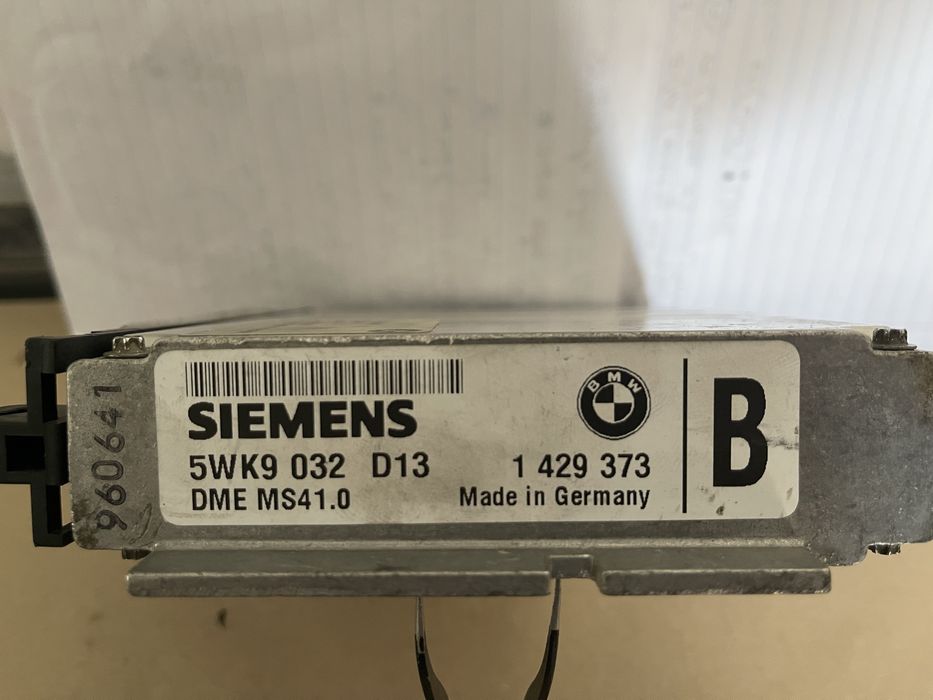 SIEMENS
5WK9 032 D13
DME MS41.0
BMW
1 429 373
Made in Germany
B
960641